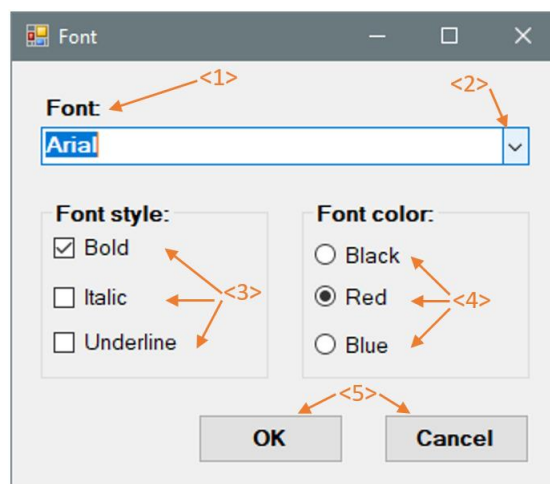 Font
<1>
<2>
Font:
Arial
Font style:
Font color:
Bold
Black
Italic
<3>
Red
<4>
Underline
Blue
<5>
OK
Cancel